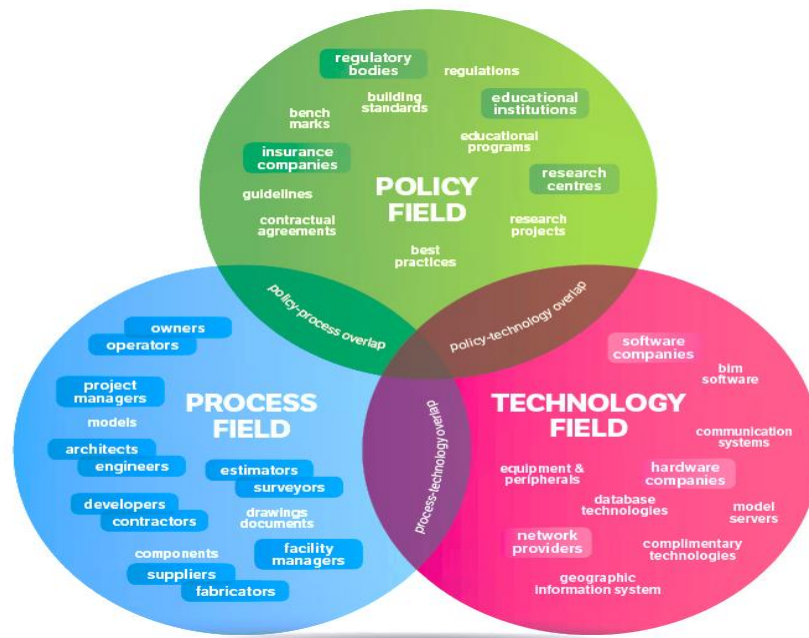 regulatory
bodies
regulations
building
standards
educational
institutions
bench
marks
educational
programs
insurance
companies
research
centres
POLICY
FIELD
guidelines
contractual
agreements
research
projects
best
practices
policy-process overlap
policy-technology overlap
owners
operators
project
managers
models
PROCESS
FIELD
architects
engineers
estimators
surveyors
developers
contractors
drawings
documents
components
facility
managers
suppliers
fabricators
process-technology overlap
software
companies
bim
software
TECHNOLOGY
FIELD
communication
systems
equipment &
peripherals
hardware
companies
database
technologies
model
servers
network
providers
complimentary
technologies
geographic
information system